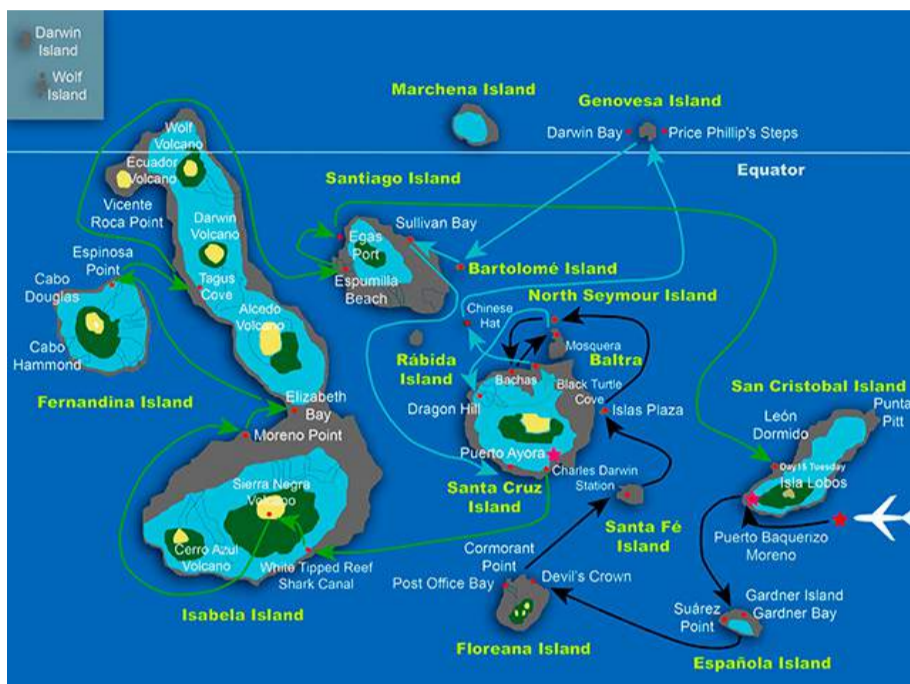 Darwin
Island
Wolf
Island
Marchena Island
Genovesa Island
Darwin Bay
Price Phillip's Steps
Equator
Wolf
Volcano
Ecuador
Volcano
Vicente
Roca Point
Santiago Island
Sullivan Bay
Egas
Port
Darwin
Volcano
Espinosa
Point
Cabo
Douglas
Tagus
Cove
Espumilla
Beach
Bartolomé Island
North Seymour Island
Chinese
Hat
Mosquera
Alcedo
Volcano
Cabo
Hammond
Rábida
Island
Baltra
Bachas
Black Turtle
Cove
San Cristobal Island
Fernandina Island
Elizabeth
Bay
Dragon Hill
Islas Plaza
León
Dormido
Punta
Pitt
Moreno Point
Puerto Ayora
Charles Darwin
Station
Day15 Tuesday
Isla Lobos
Sierra Negra
Volcano
Santa Cruz
Island
Santa Fé
Island
Puerto Baquerizo
Moreno
Cerro Azul
Volcano
White Tipped Reef
Shark Canal
Cormorant
Point
Post Office Bay
Devil's Crown
Gardner Island
Gardner Bay
Suárez
Point
Isabela Island
Floreana Island
Española Island